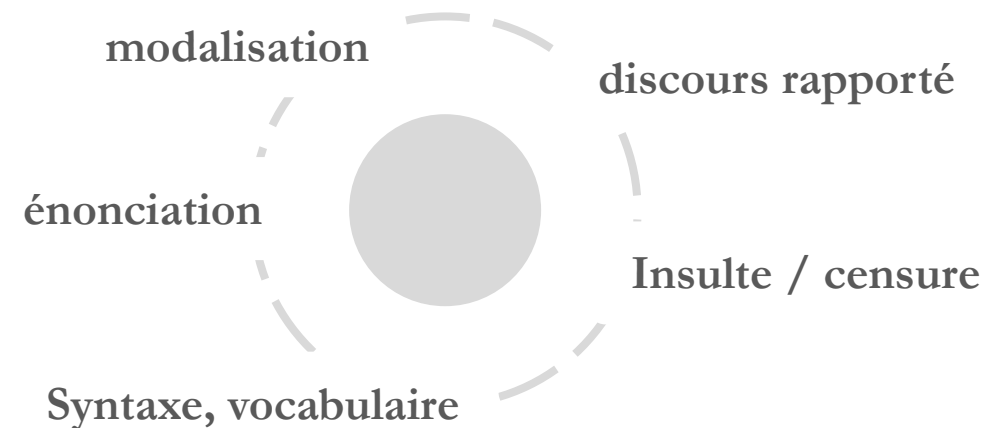 modalisation
discours rapporté
énonciation
Insulte / censure
Syntaxe, vocabulaire